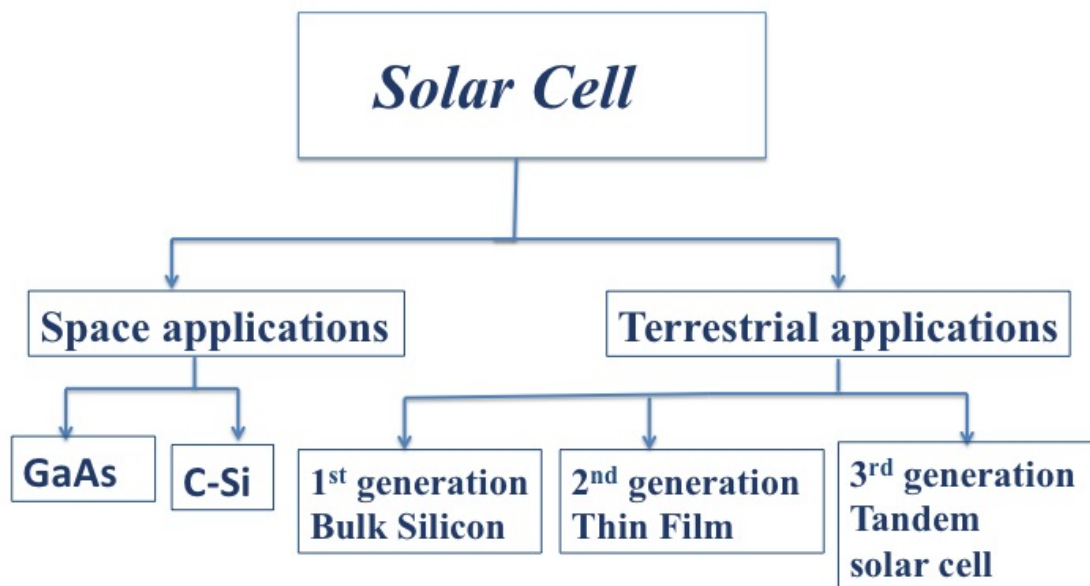 Solar Cell
Space applications
Terrestrial applications
GaAs
C-Si
1st generation
Bulk Silicon
2nd generation
Thin Film
3rd generation
Tandem
solar cell